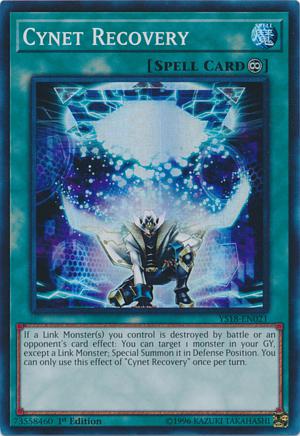 Cynet Recovery
SPELL
[Spell Card ]
YS18-EN021
If a Link Monster(s) you control is destroyed by battle or an
opponent's card effect: You can target 1 monster in your GY,
except a Link Monster; Special Summon it in Defense Position. You
can only use this effect of "Cynet Recovery" once per turn.
73558460 1st Edition ©1996 KAZUKI TAKAHASHI